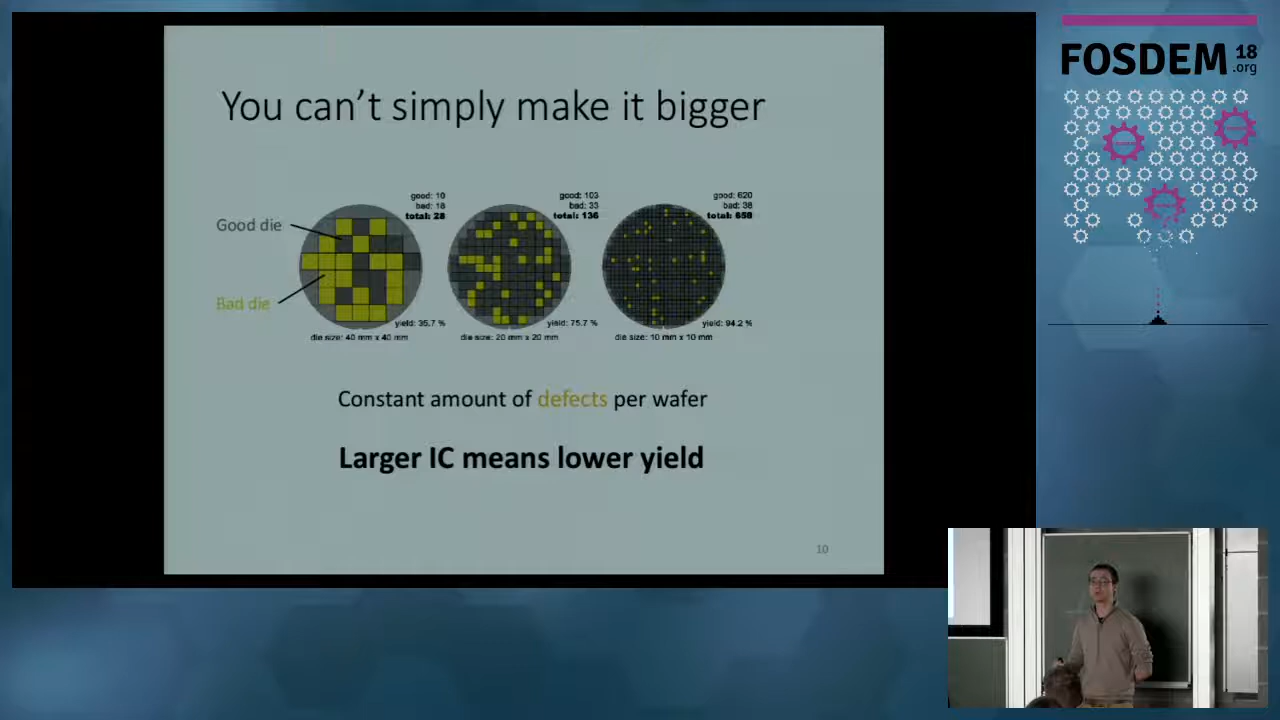 You can't simply make it bigger
good: 10
bad: 18
total: 28
good: 103
bad: 33
total: 136
good: 620
bad: 38
total: 658
Good die
Bad die
yield: 35.7 %
yield: 75.7 %
yield: 94.2 %
die size: 40 mm x 40 mm
die size: 20 mm x 20 mm
die size: 10 mm x 10 mm
Constant amount of defects per wafer
Larger IC means lower yield
10
FOSDEM 18
.org